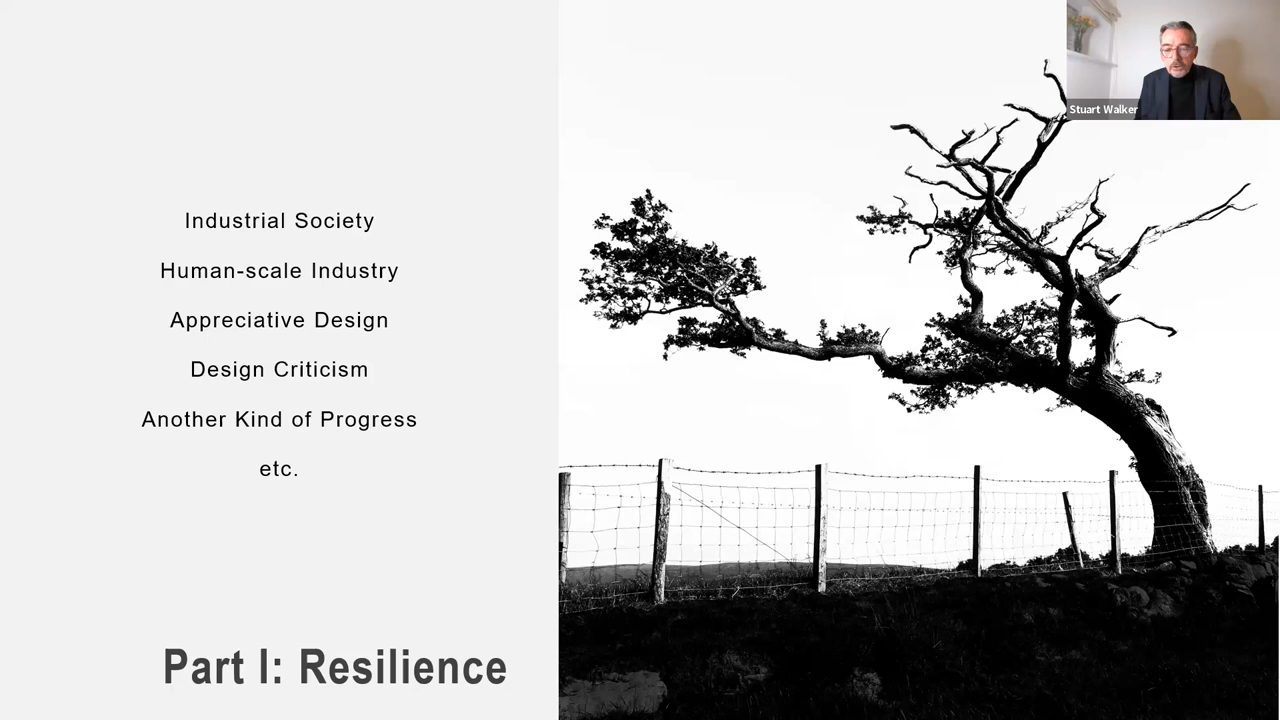 Stuart Walker
Industrial Society
Human-scale Industry
Appreciative Design
Design Criticism
Another Kind of Progress
etc.
Part I: Resilience